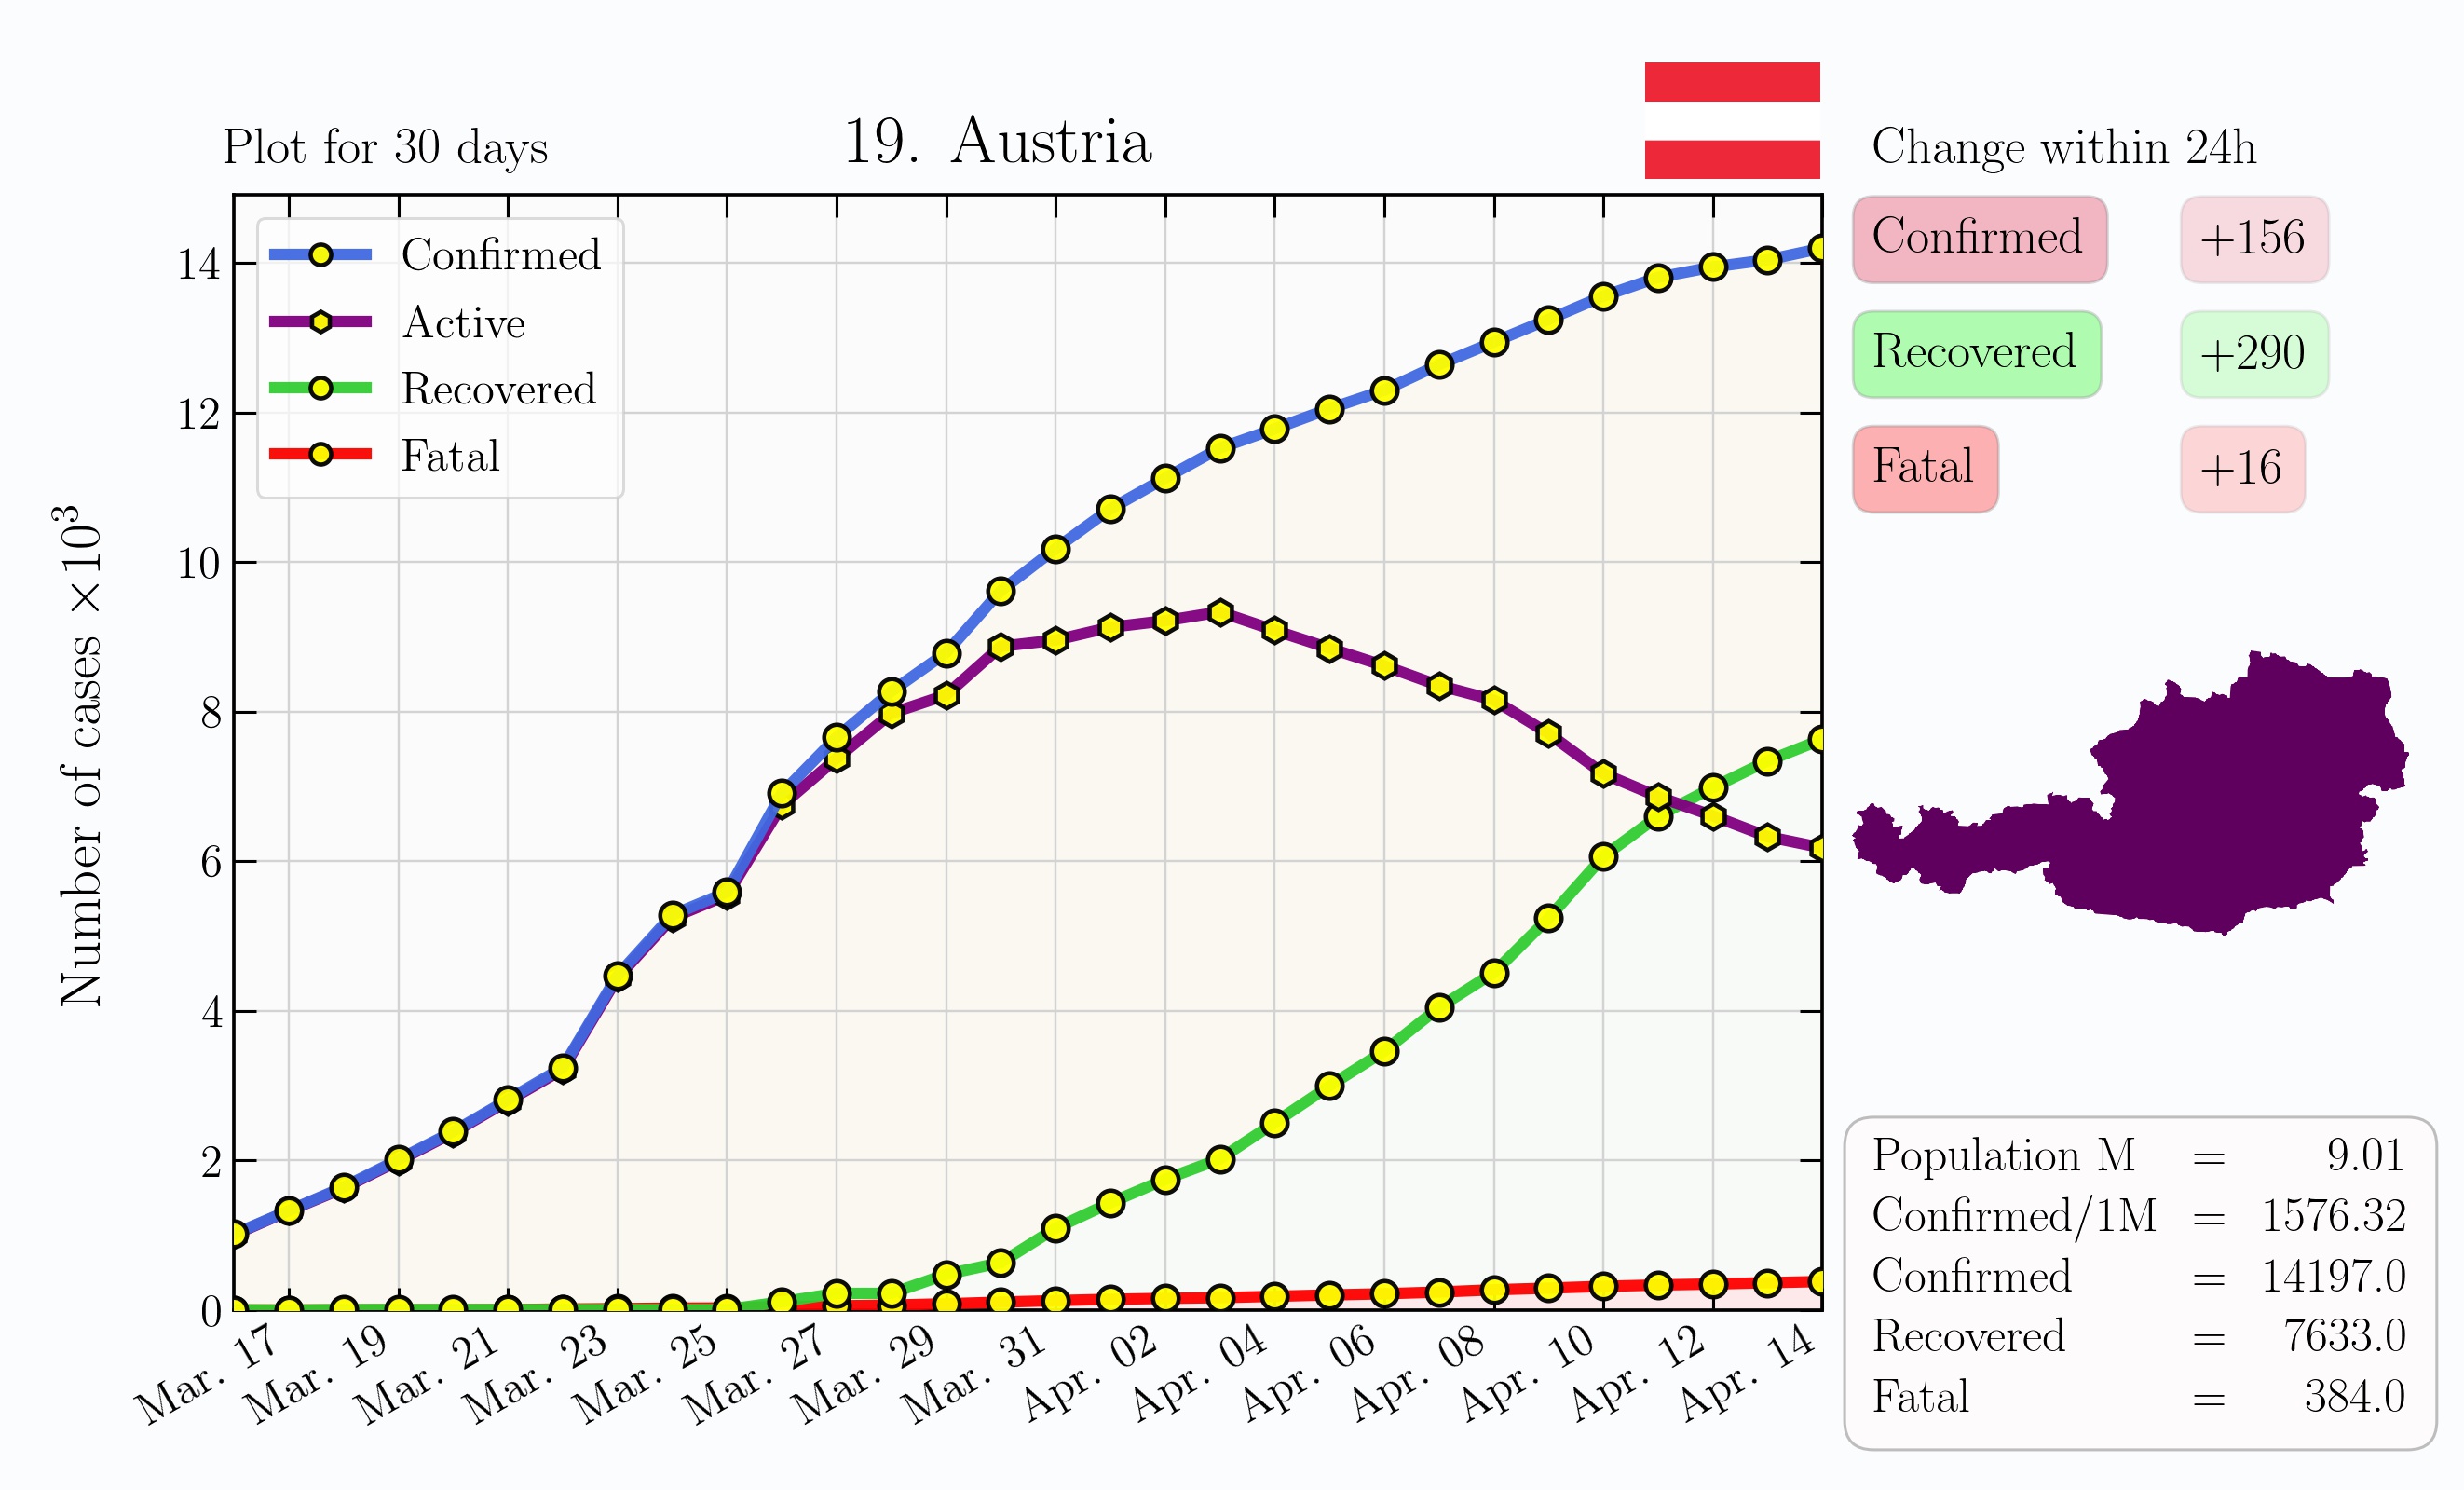 Plot for 30 days
19. Austria
Change within 24h
Confirmed +156
Recovered +290
Fatal +16
Confirmed
Active
Recovered
Fatal
Number of cases ×10³
14
12
10
8
6
4
2
0
Mar. 17
Mar. 19
Mar. 21
Mar. 23
Mar. 25
Mar. 27
Mar. 29
Mar. 31
Apr. 02
Apr. 04
Apr. 06
Apr. 08
Apr. 10
Apr. 12
Apr. 14
Population M = 9.01
Confirmed/1M = 1576.32
Confirmed = 14197.0
Recovered = 7633.0
Fatal = 384.0